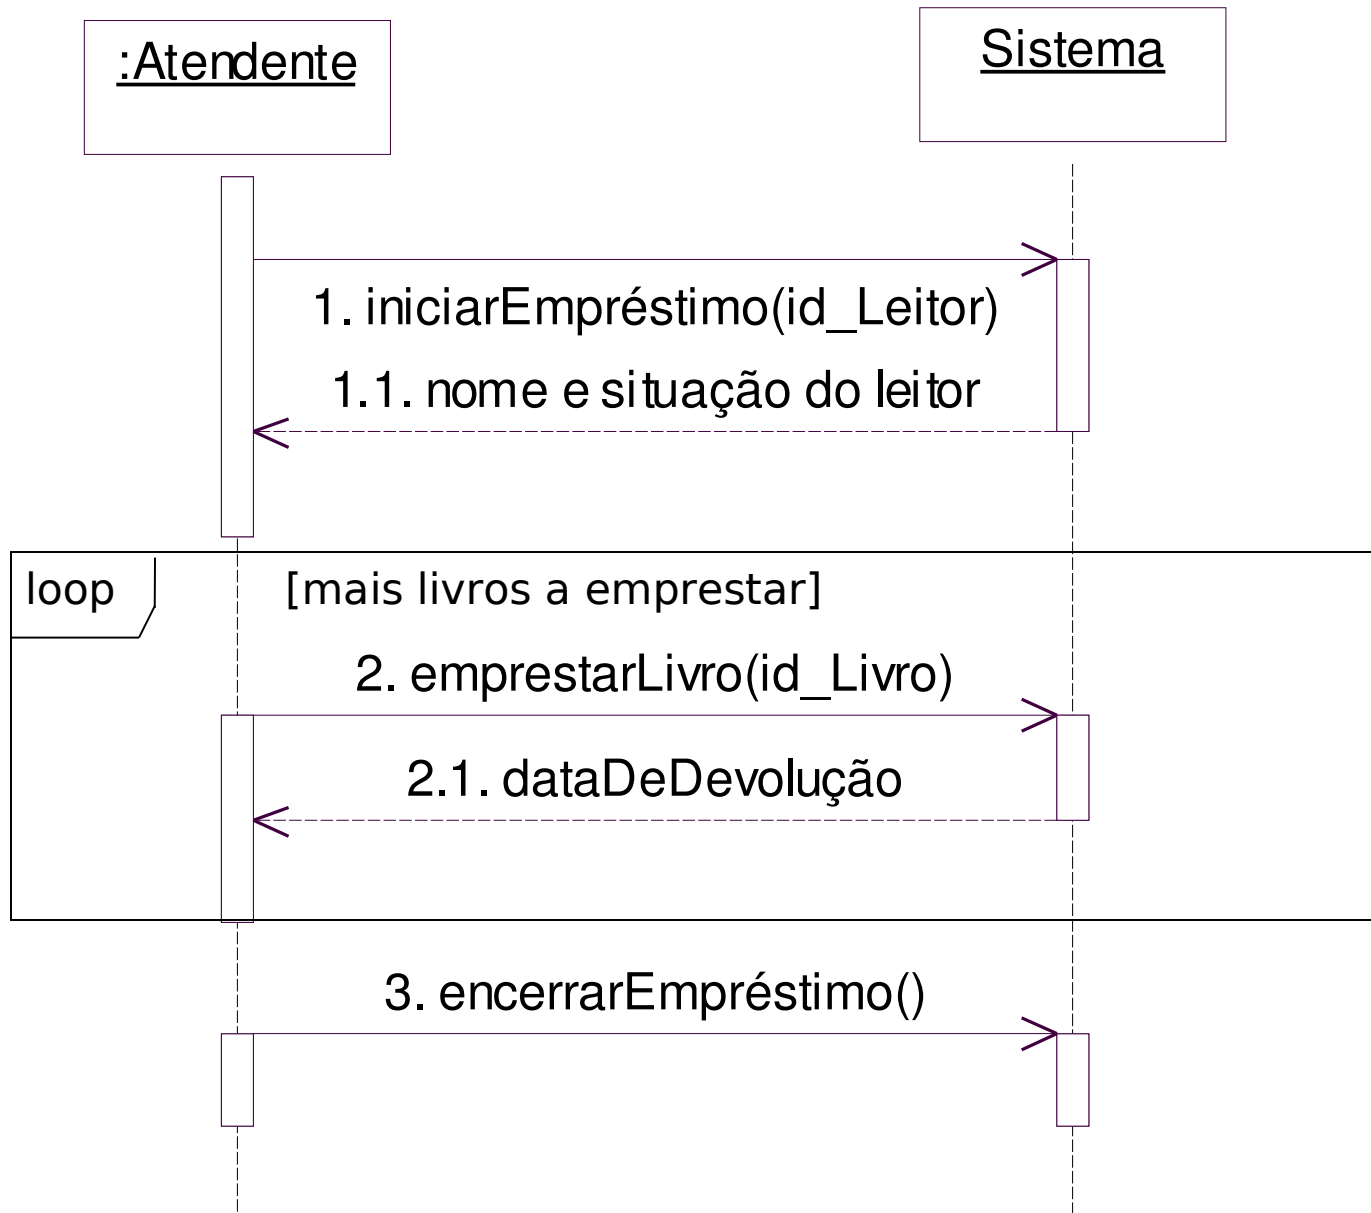 :Atendente
Sistema
1. iniciarEmpréstimo(id_Leitor)
1.1. nome e situação do leitor
loop
[mais livros a emprestar]
2. emprestarLivro(id_Livro)
2.1. dataDeDevolução
3. encerrarEmpréstimo()